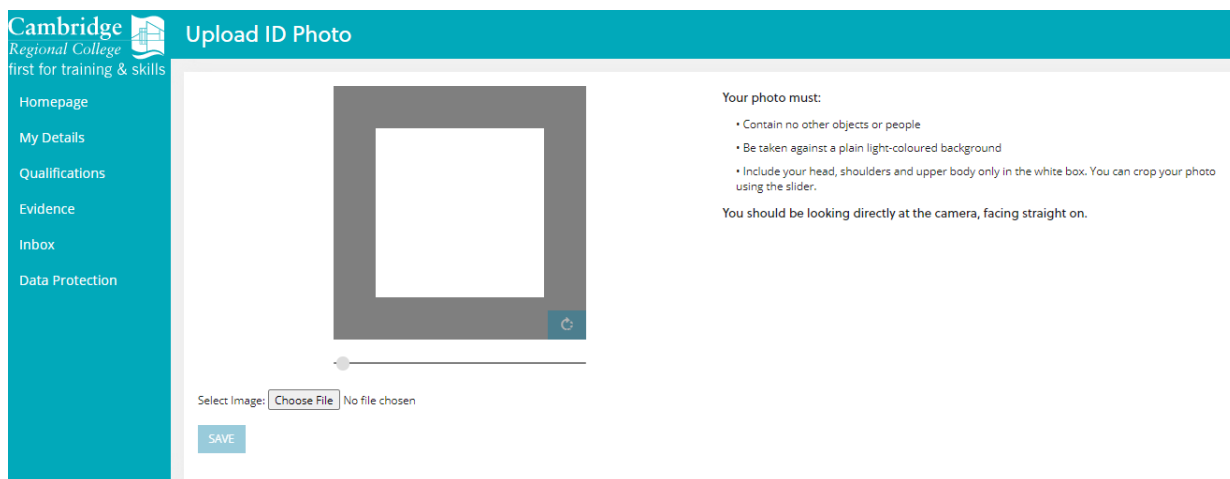 Cambridge
Regional College
first for training & skills
Upload ID Photo
Homepage
My Details
Qualifications
Evidence
Inbox
Data Protection
Select Image: Choose File No file chosen
SAVE
Your photo must:
• Contain no other objects or people
• Be taken against a plain light-coloured background
• Include your head, shoulders and upper body only in the white box. You can crop your photo
using the slider.
You should be looking directly at the camera, facing straight on.